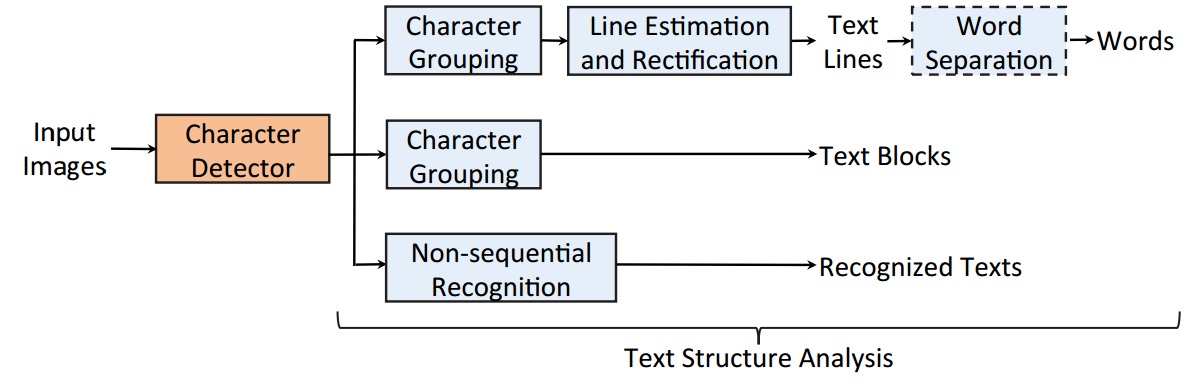 Input
Images
Character
Detector
Character
Grouping
Line Estimation
and Rectification
Text
Lines
Word
Separation
Words
Character
Grouping
Text Blocks
Non-sequential
Recognition
Recognized Texts
Text Structure Analysis